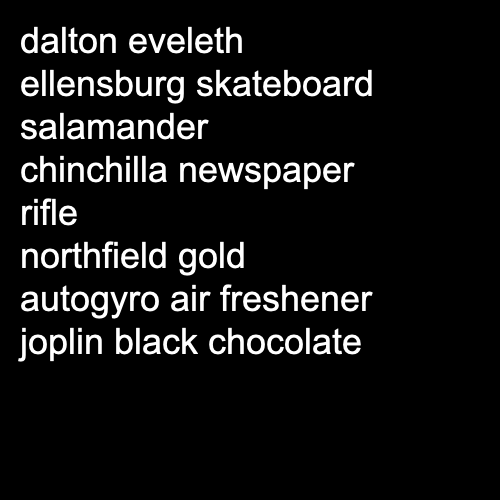 dalton eveleth
ellensburg skateboard
salamander
chinchilla newspaper
rifle
northfield gold
autogyro air freshener
joplin black chocolate